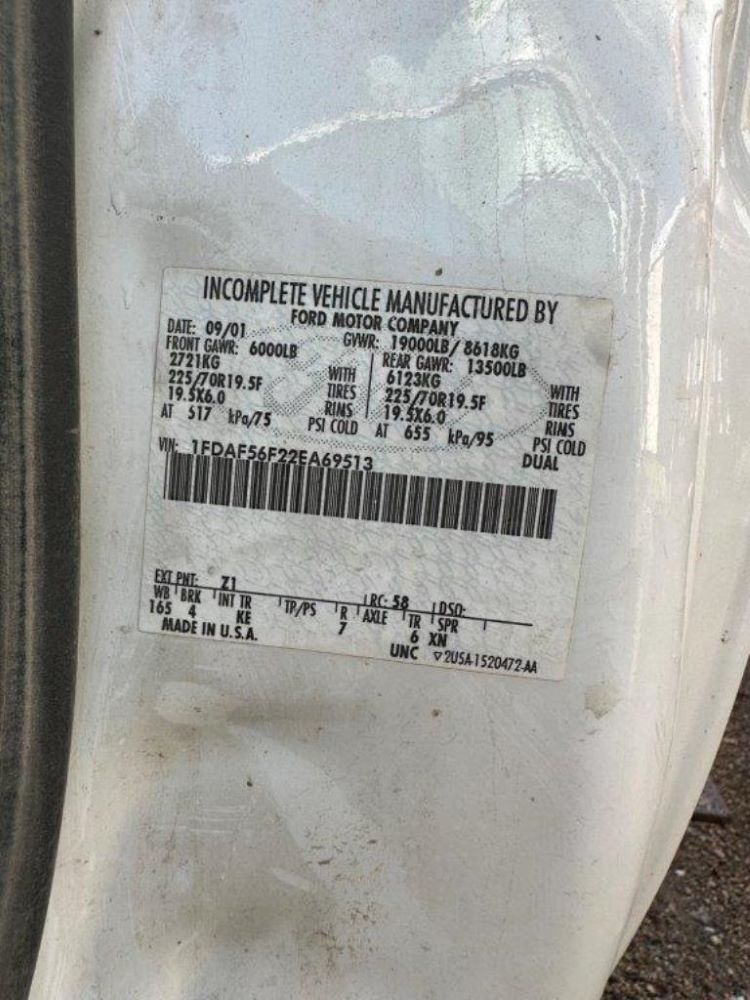 INCOMPLETE VEHICLE MANUFACTURED BY
FORD MOTOR COMPANY
DATE: 09/01 GVWR: 19000LB/ 8618KG
FRONT GAWR: 6000LB REAR GAWR: 13500LB
2721KG WITH 6123KG WITH
225/70R19.5F TIRES 225/70R19.5F TIRES
19.5X6.0 RIMS 19.5X6.0 RIMS
AT 517 kPa/75 PSI COLD AT 655 kPa/95 PSI COLD
DUAL
VIN: 1FDAF56F22EA69513
EXT PNT: Z1 RC: 58 DSO:
WB BRK INT TR TP/PS R AXLE TR SPR
165 4 KE 7 6 XN
MADE IN U.S.A. UNC 2U5A-1520472-AA